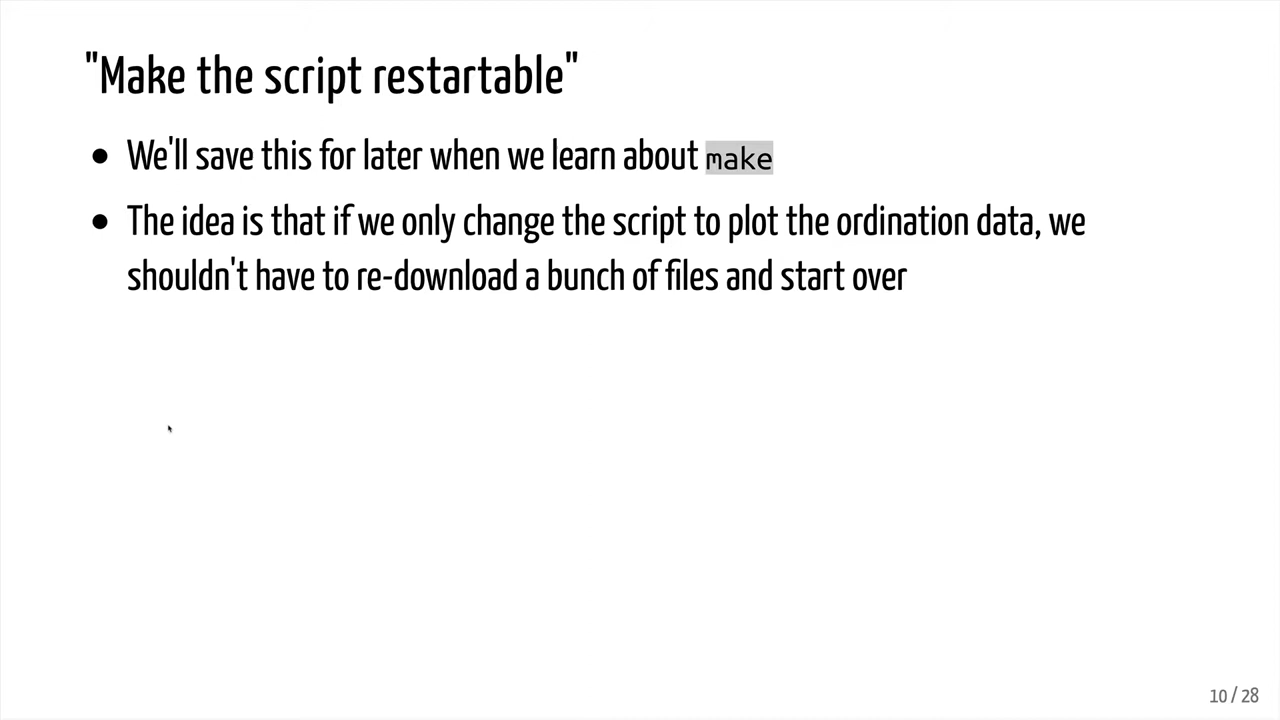 "Make the script restartable"
• We'll save this for later when we learn about make
• The idea is that if we only change the script to plot the ordination data, we
shouldn't have to re-download a bunch of files and start over
10 / 28